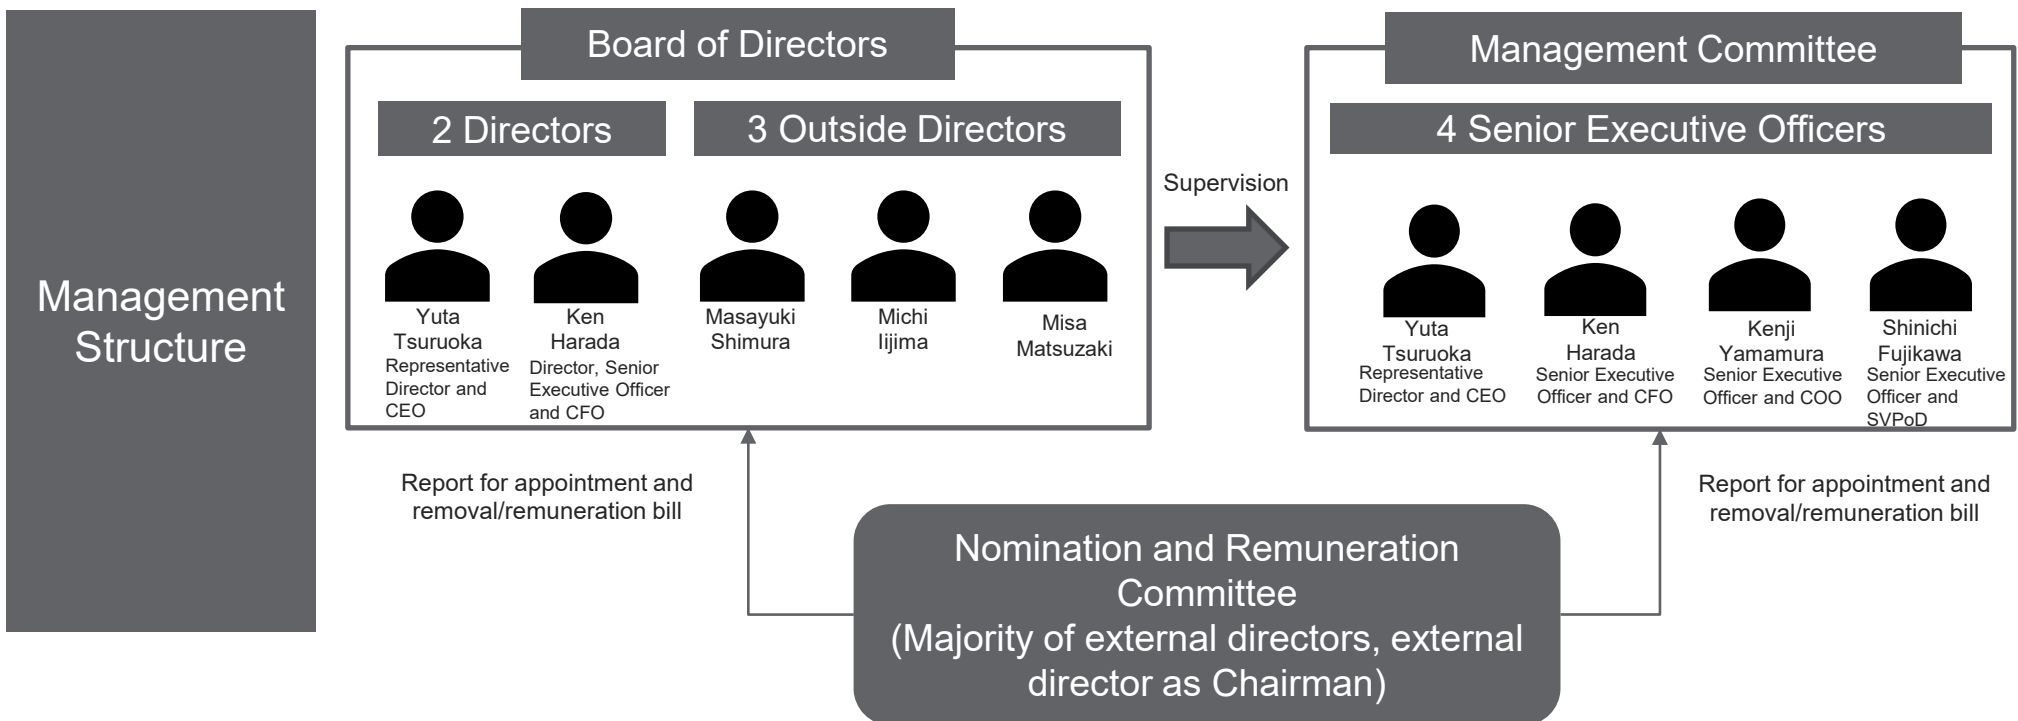 Management
Structure
Board of Directors
2 Directors
3 Outside Directors
Yuta
Tsuruoka
Representative
Director and
CEO
Ken
Harada
Director, Senior
Executive Officer
and CFO
Masayuki
Shimura
Michi
Iijima
Misa
Matsuzaki
Supervision
Management Committee
4 Senior Executive Officers
Yuta
Tsuruoka
Representative
Director and CEO
Ken
Harada
Senior Executive
Officer and CFO
Kenji
Yamamura
Senior Executive
Officer and COO
Shinichi
Fujikawa
Senior Executive
Officer and
SVPoD
Report for appointment and
removal/remuneration bill
Report for appointment and
removal/remuneration bill
Nomination and Remuneration
Committee
(Majority of external directors, external
director as Chairman)